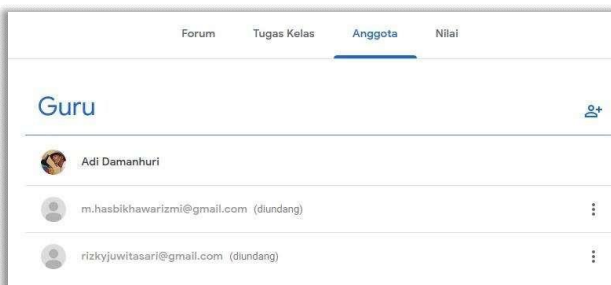 Forum Tugas Kelas Anggota Nilai
Guru
Adi Damanhuri
m.hasbikhawarizmi@gmail.com (diundang)
rizkyjuwitasari@gmail.com (diundang)